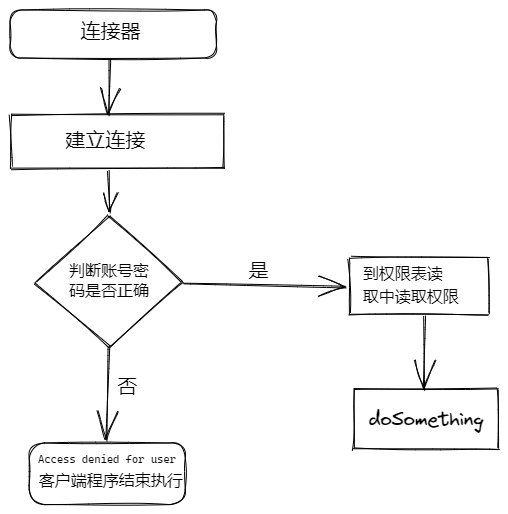 连接器
建立连接
判断账号密
码是否正确
是
到权限表读
取中读取权限
否
doSomething
Access denied for user
客户端程序结束执行